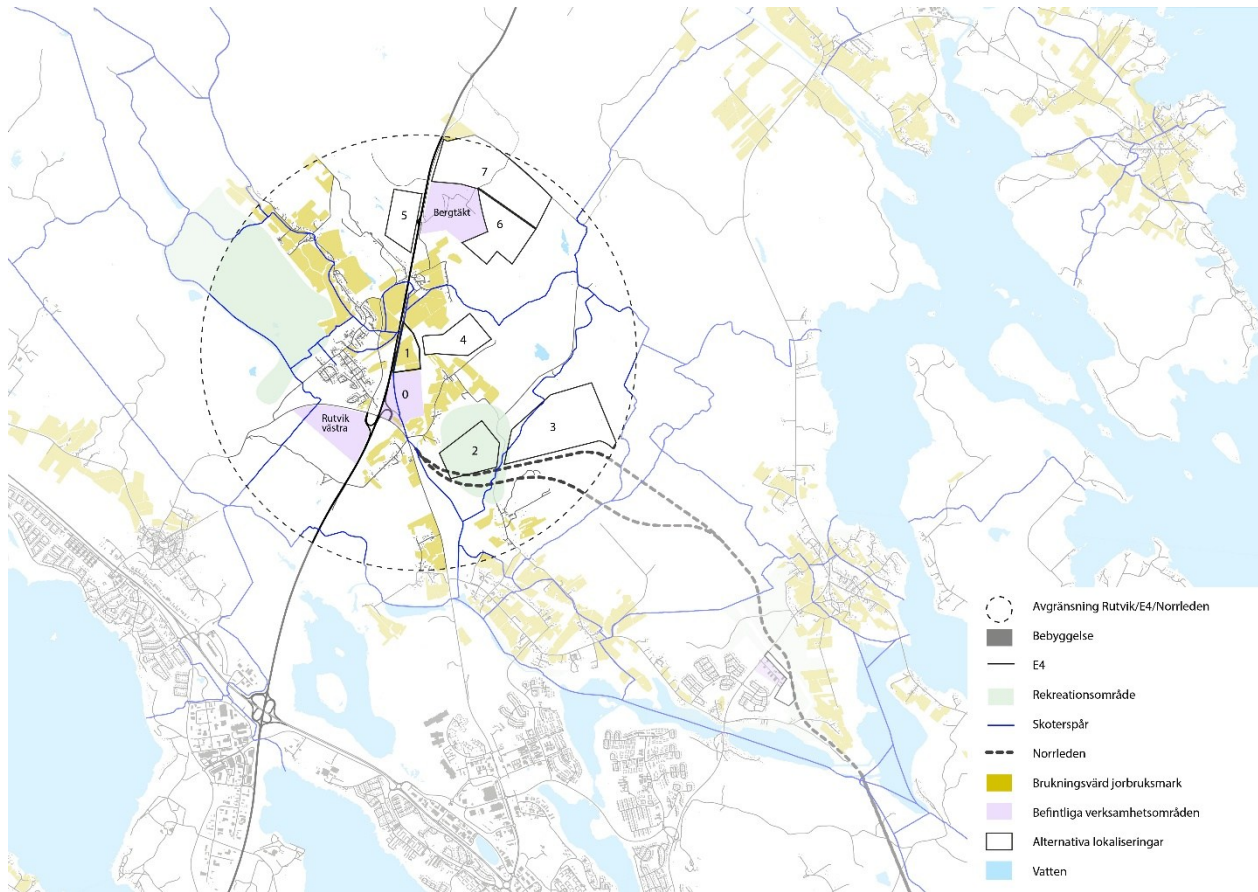 7
5
Bergtäkt
6
4
1
0
Rutvik
västra
3
2
Avgränsning Rutvik/E4/Norrleden
Bebyggelse
E4
Rekreationsområde
Skoterspår
Norrleden
Brukningsvärd jorbruksmark
Befintliga verksamhetsområden
Alternativa lokaliseringar
Vatten